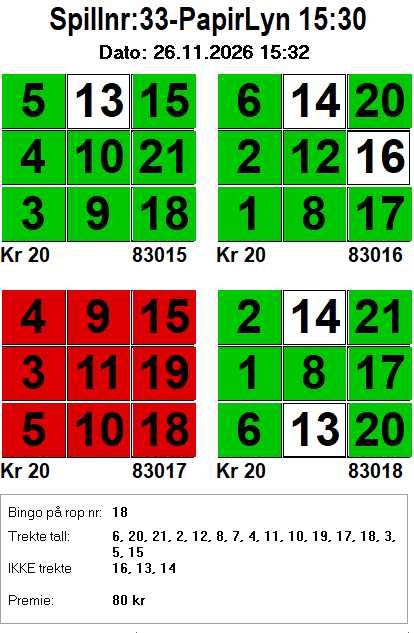 Spillnr:33-PapirLyn 15:30
Dato: 26.11.2026 15:32
5 13 15 6 14 20
4 10 21 2 12 16
3 9 18 1 8 17
Kr 20 83015 Kr 20 83016
4 9 15 2 14 21
3 11 19 1 8 17
5 10 18 6 13 20
Kr 20 83017 Kr 20 83018
Bingo på rop nr: 18
Trekte tall: 6, 20, 21, 2, 12, 8, 7, 4, 11, 10, 19, 17, 18, 3,
5, 15
IKKE trekte 16, 13, 14
Premie: 80 kr